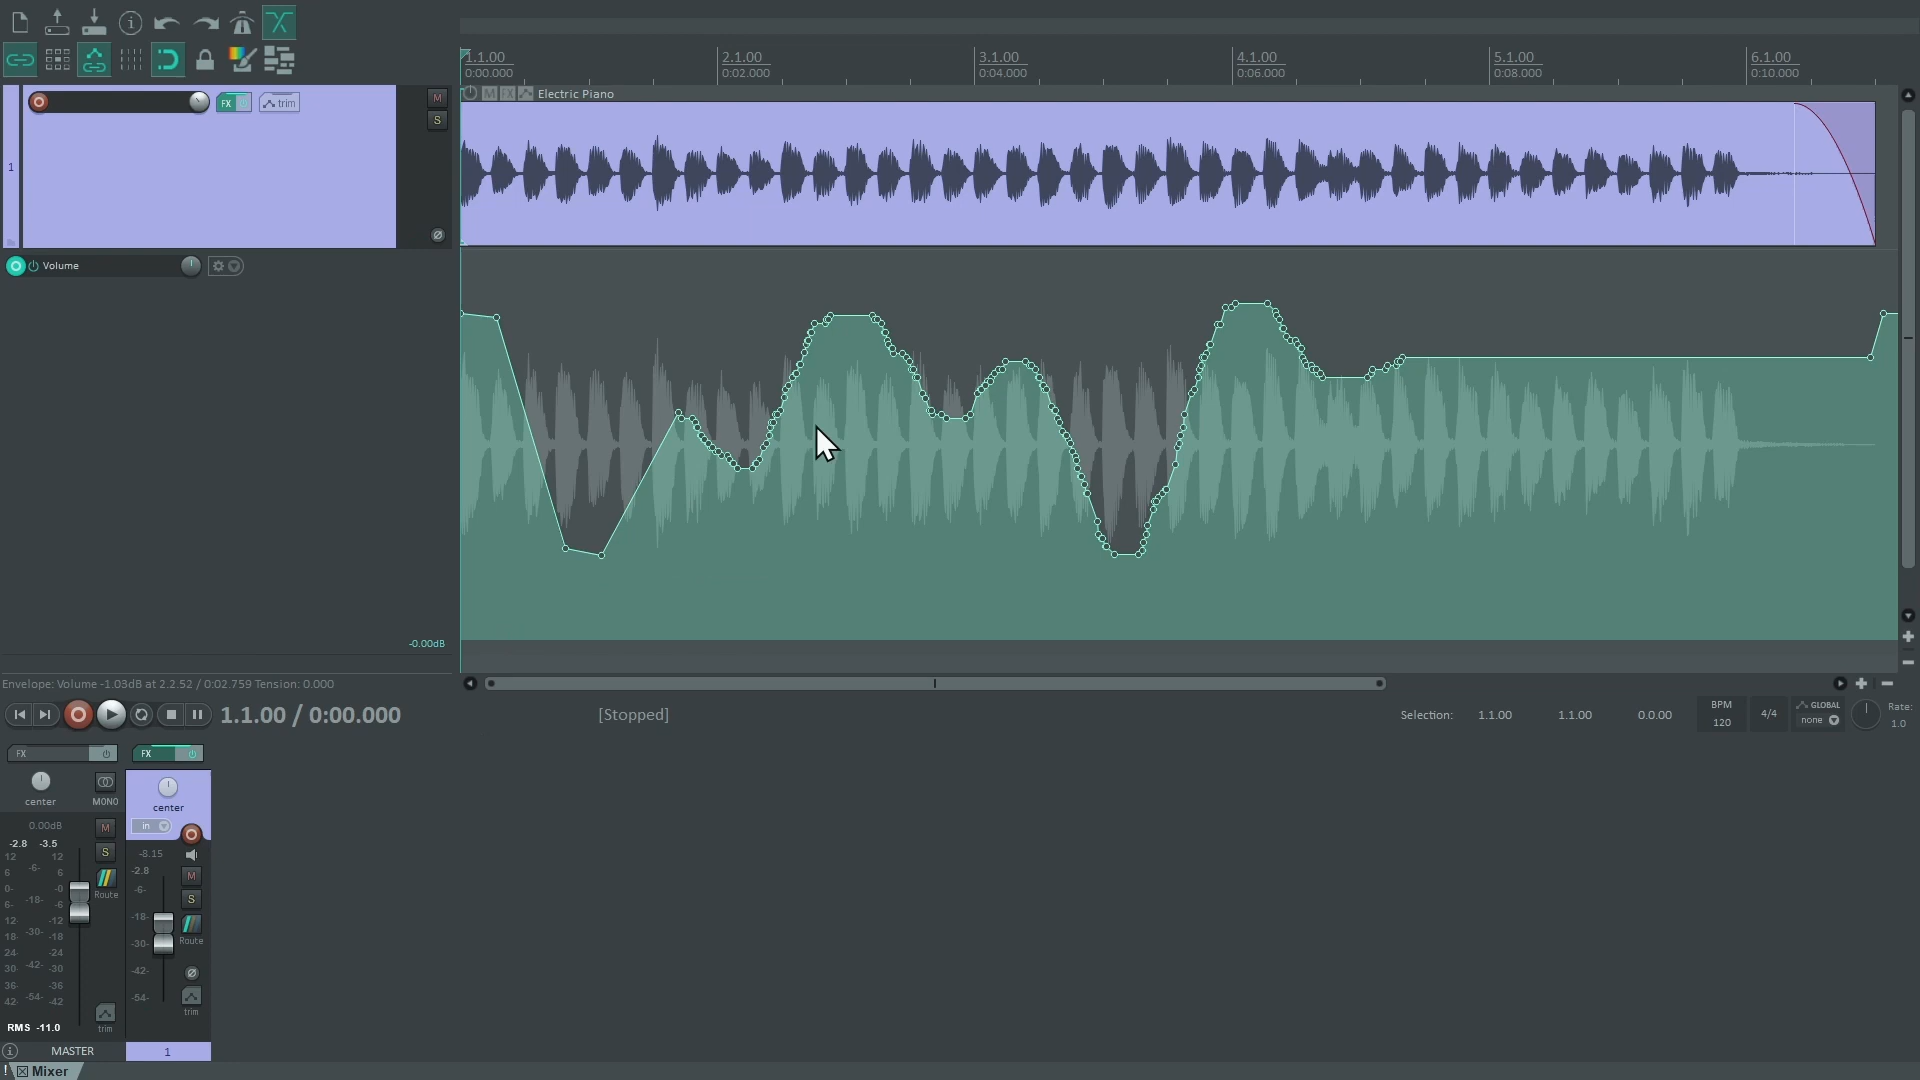 1.1.00 2.1.00 3.1.00 4.1.00 5.1.00 6.1.00
0:00.000 0:02.000 0:04.000 0:06.000 0:08.000 0:10.000
FX trim M
S
M FX Electric Piano
1
Volume
-0.00dB
Envelope: Volume -1.03dB at 2.2.52 / 0:02.759 Tension: 0.000
1.1.00 / 0:00.000
[Stopped]
Selection: 1.1.00 1.1.00 0.0.00
BPM
120
4/4
GLOBAL
none
Rate:
1.0
FX FX
center MONO
center
in
0.00dB M
-2.8 -3.5
S
12 -6- 12
6 6
0- -18- -0
6- -6
12- -30- -12
18- -18
24- -42- -24
30- -30
36- -54- -36
42- -42
Route
trim
RMS -11.0
MASTER
-8.15
-2.8 M
-6-
S
-18-
Route
-30-
-42-
-54-
trim
1
! Mixer